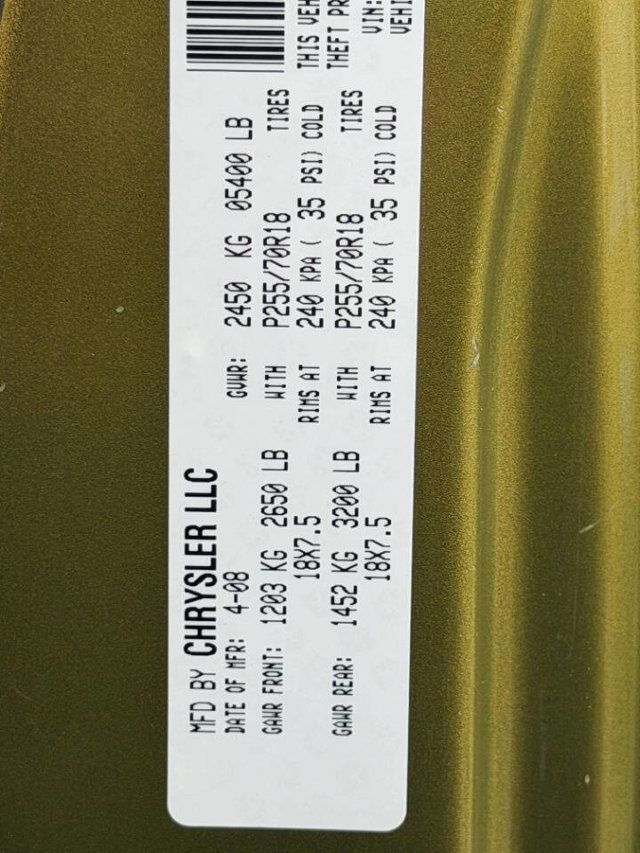 MFD BY CHRYSLER LLC
DATE OF MFR: 4-08 GVWR: 2450 KG 05400 LB
GAWR FRONT: 1203 KG 2650 LB WITH P255/70R18 TIRES
18X7.5 RIMS AT 240 KPA ( 35 PSI) COLD THIS VEH
THEFT PR
GAWR REAR: 1452 KG 3200 LB WITH P255/70R18 TIRES
18X7.5 RIMS AT 240 KPA ( 35 PSI) COLD
VIN:
VEHI